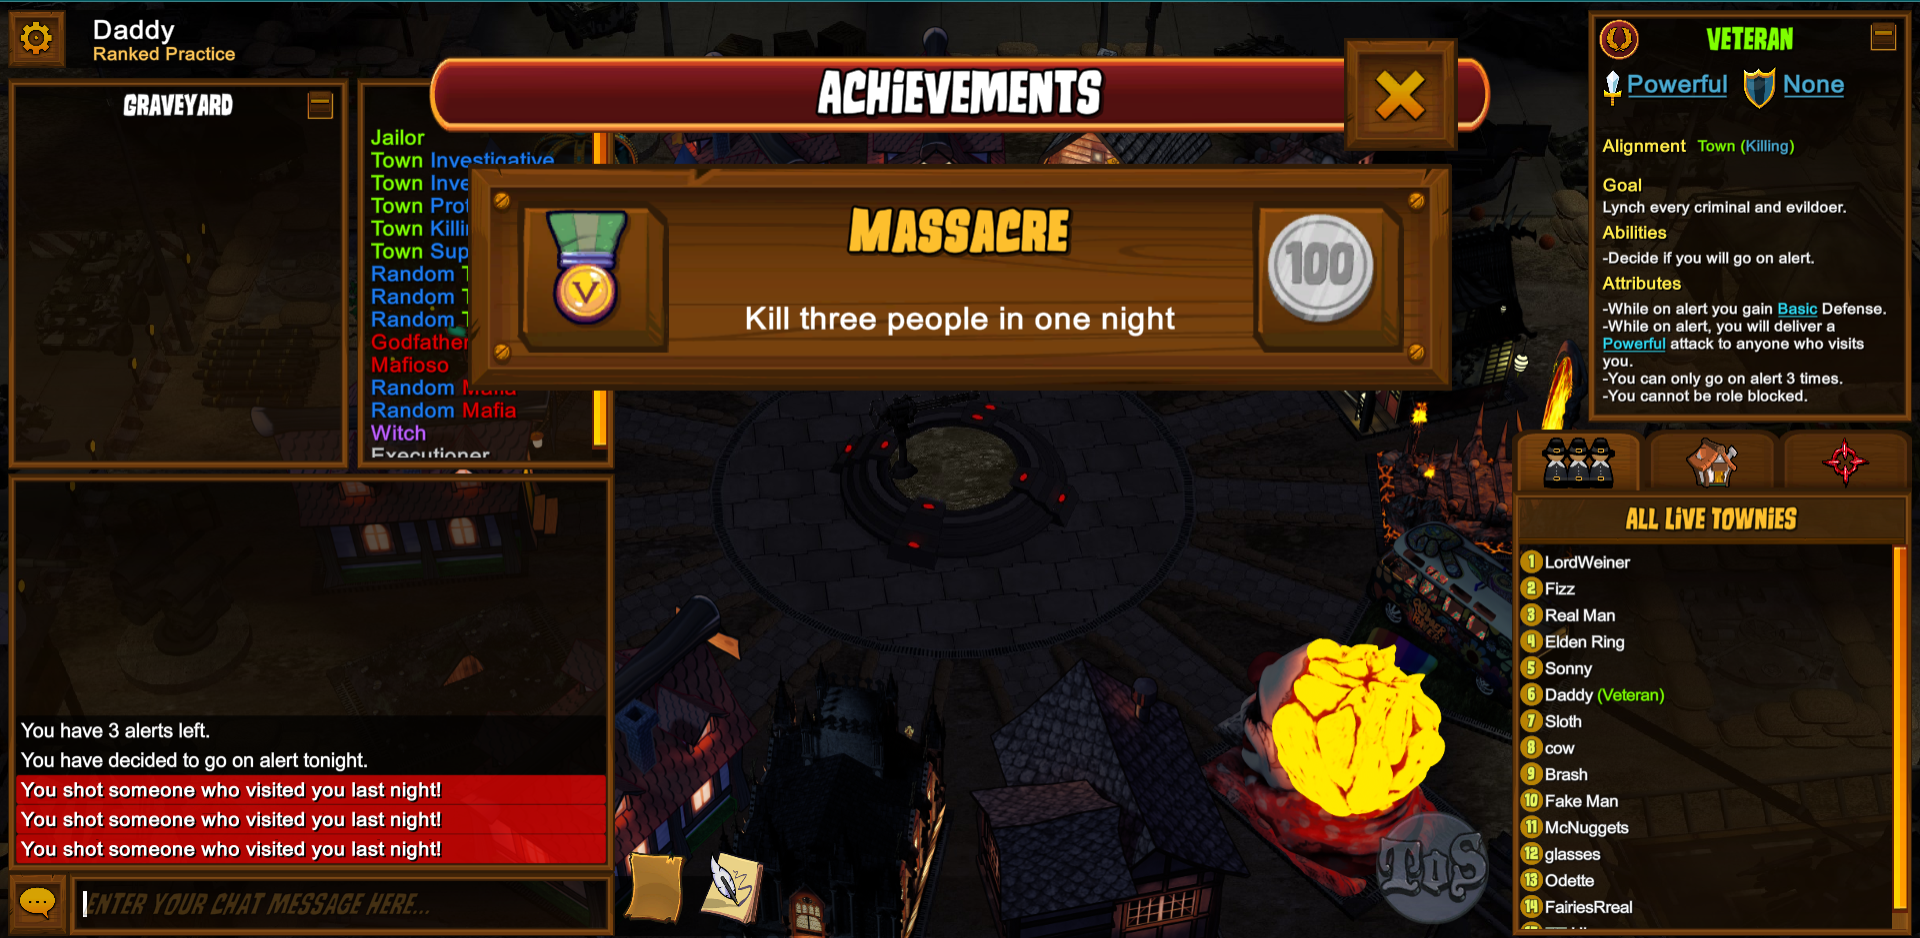 Daddy
Ranked Practice
GRAVEYARD
Jailor
Town Investigative
Town Inve
Town Prot
Town Killi
Town Sup
Random T
Random T
Random T
Godfather
Mafioso
Random Mafia
Random Mafia
Witch
Executioner
ACHiEVEMENTS
MASSACRE
Kill three people in one night
100
V
VETERAN
Powerful None
Alignment Town (Killing)
Goal
Lynch every criminal and evildoer.
Abilities
-Decide if you will go on alert.
Attributes
-While on alert you gain Basic Defense.
-While on alert, you will deliver a
Powerful attack to anyone who visits
you.
-You can only go on alert 3 times.
-You cannot be role blocked.
ALL LiVE TOWNiES
1 LordWeiner
2 Fizz
3 Real Man
4 Elden Ring
5 Sonny
6 Daddy (Veteran)
7 Sloth
8 cow
9 Brash
10 Fake Man
11 McNuggets
12 glasses
13 Odette
14 FairiesRreal
You have 3 alerts left.
You have decided to go on alert tonight.
You shot someone who visited you last night!
You shot someone who visited you last night!
You shot someone who visited you last night!
ENTER YOUR CHAT MESSAGE HERE...
ToS